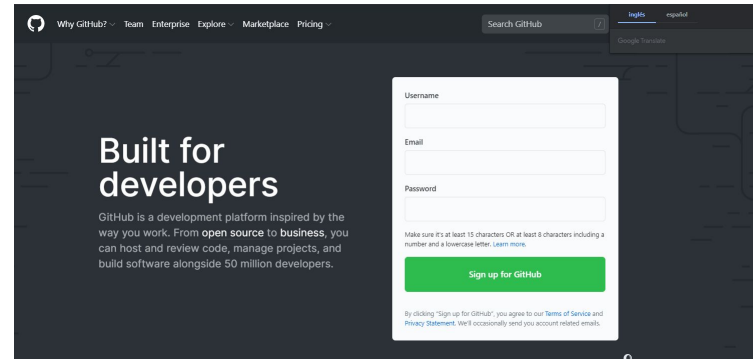 Why GitHub? Team Enterprise Explore Marketplace Pricing Search GitHub /
inglés español
Google Translate
Built for
developers
GitHub is a development platform inspired by the
way you work. From open source to business, you
can host and review code, manage projects, and
build software alongside 50 million developers.
Username
Email
Password
Make sure it's at least 15 characters OR at least 8 characters including a
number and a lowercase letter. Learn more.
Sign up for GitHub
By clicking "Sign up for GitHub", you agree to our Terms of Service and
Privacy Statement. We'll occasionally send you account related emails.